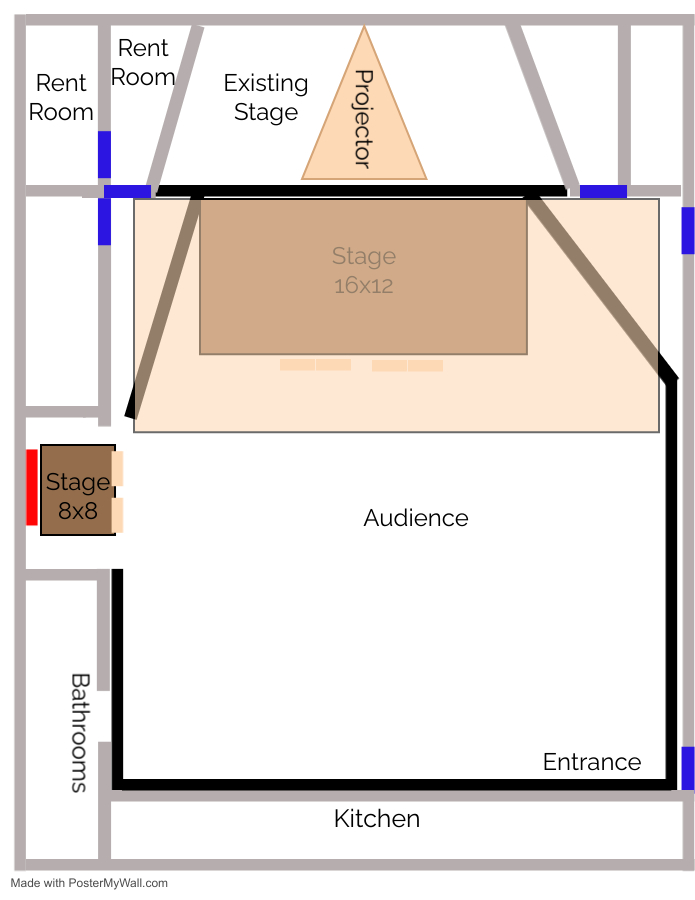 Rent
Room
Rent
Room
Existing
Stage
Projector
Stage
16x12
Stage
8x8
Audience
Bathrooms
Entrance
Kitchen
Made with PosterMyWall.com